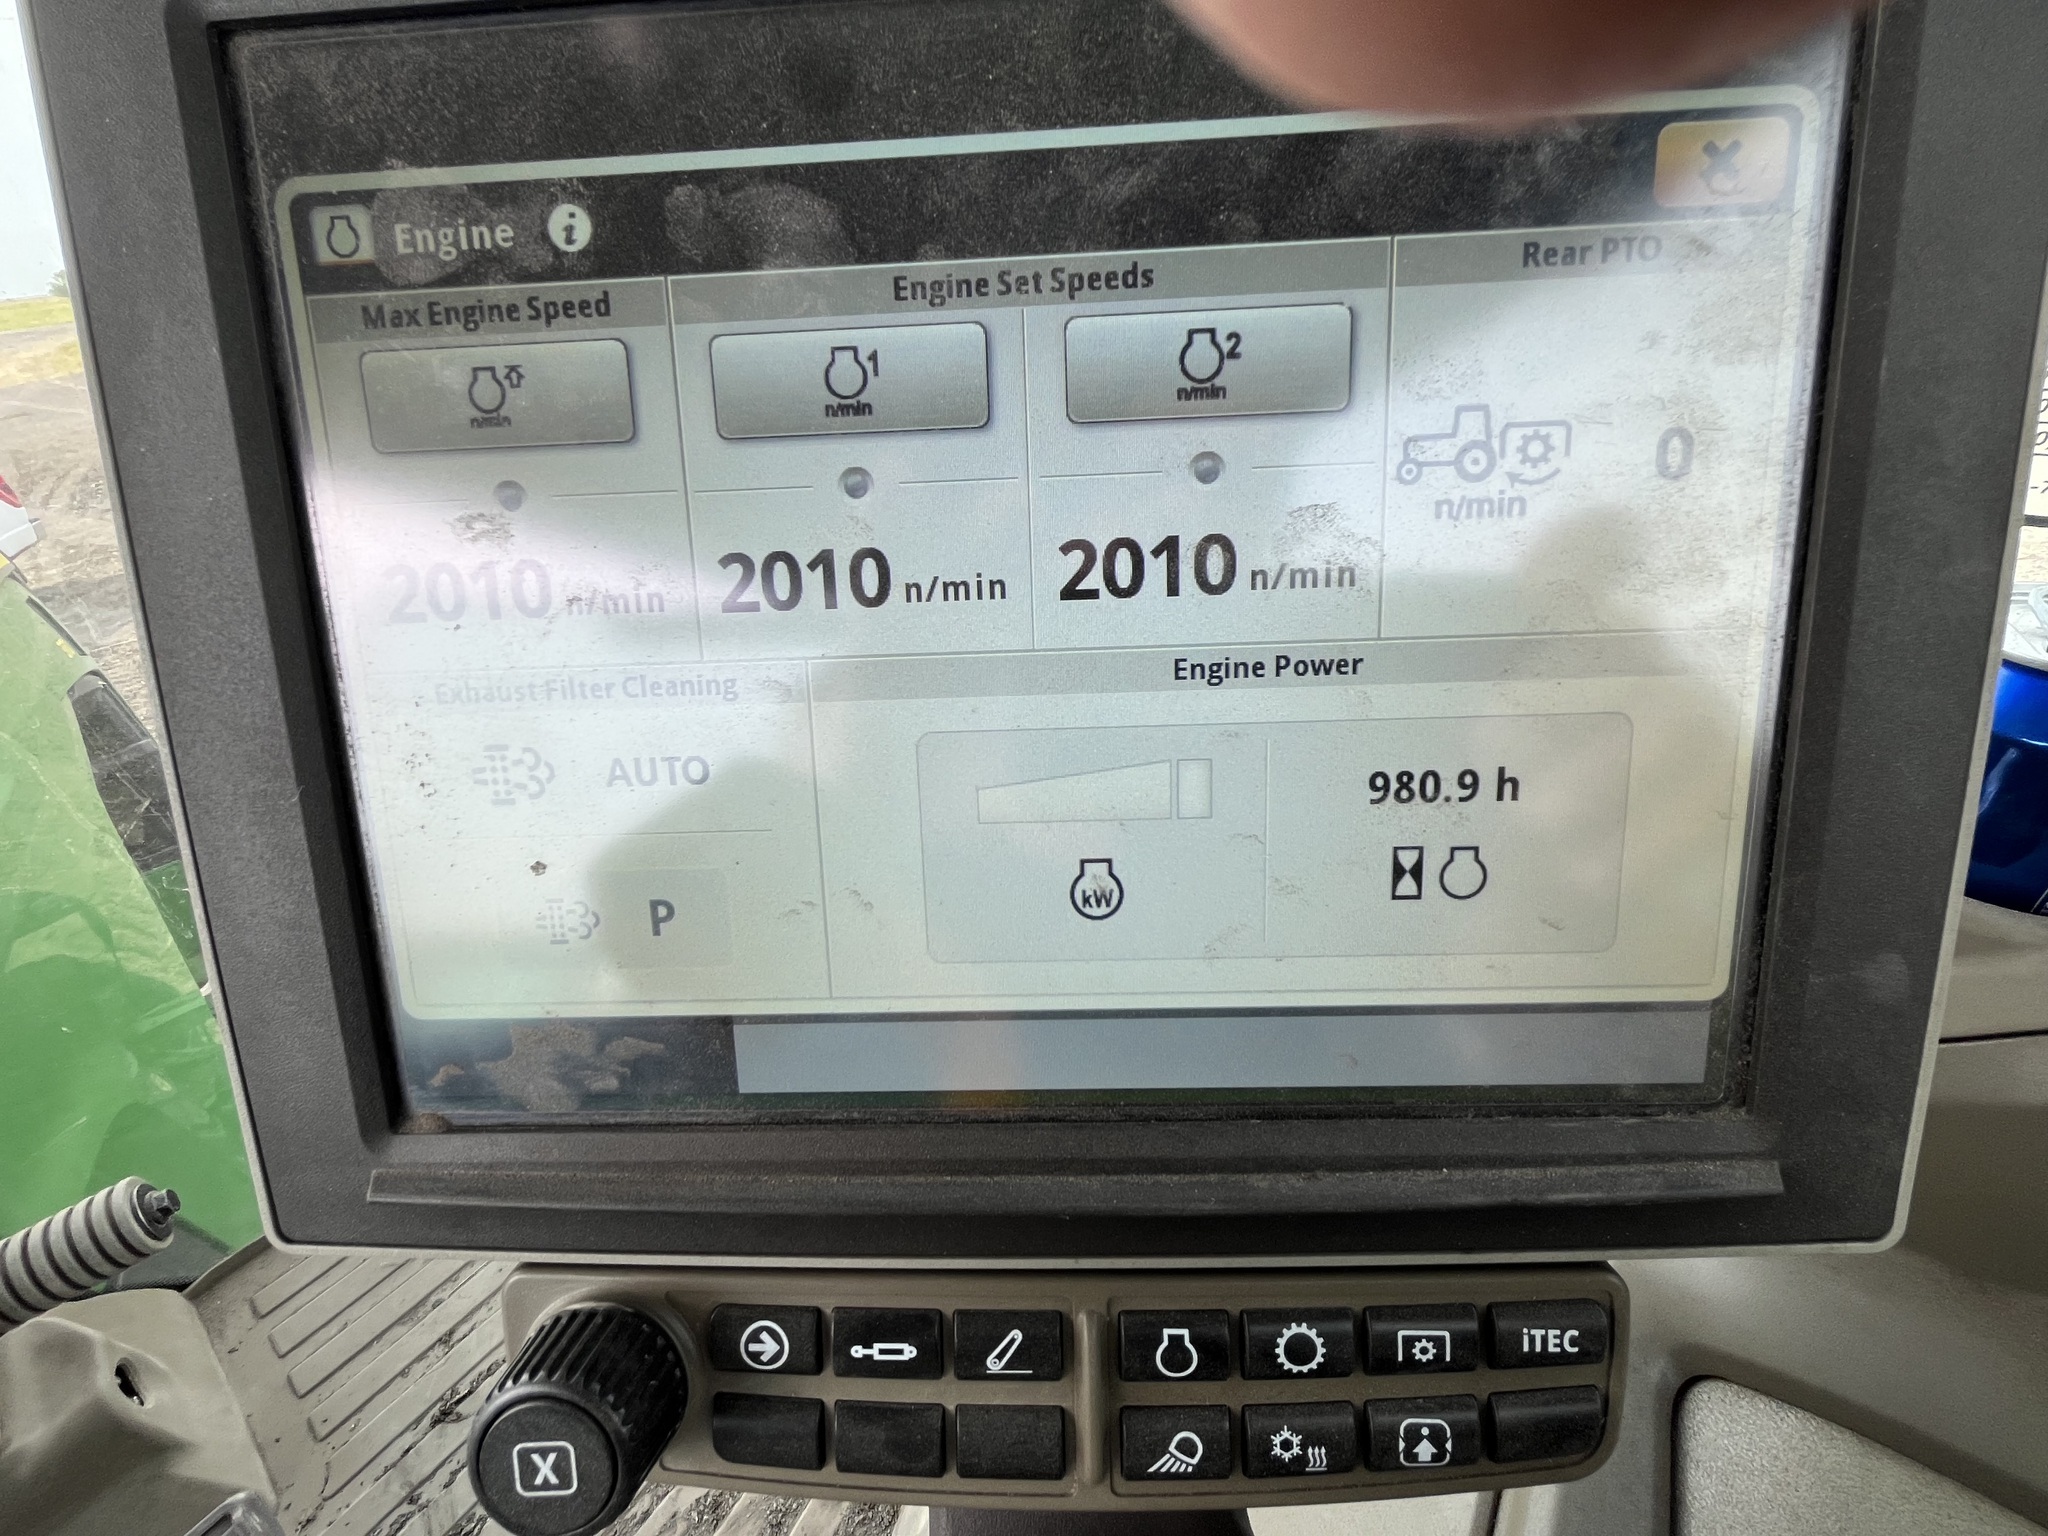 Engine i
Max Engine Speed
Engine Set Speeds
Rear PTO
n/min
1
n/min
2
n/min
0
n/min
2010 n/min
2010 n/min
2010 n/min
Exhaust Filter Cleaning
AUTO
P
Engine Power
980.9 h
kW
iTEC
X